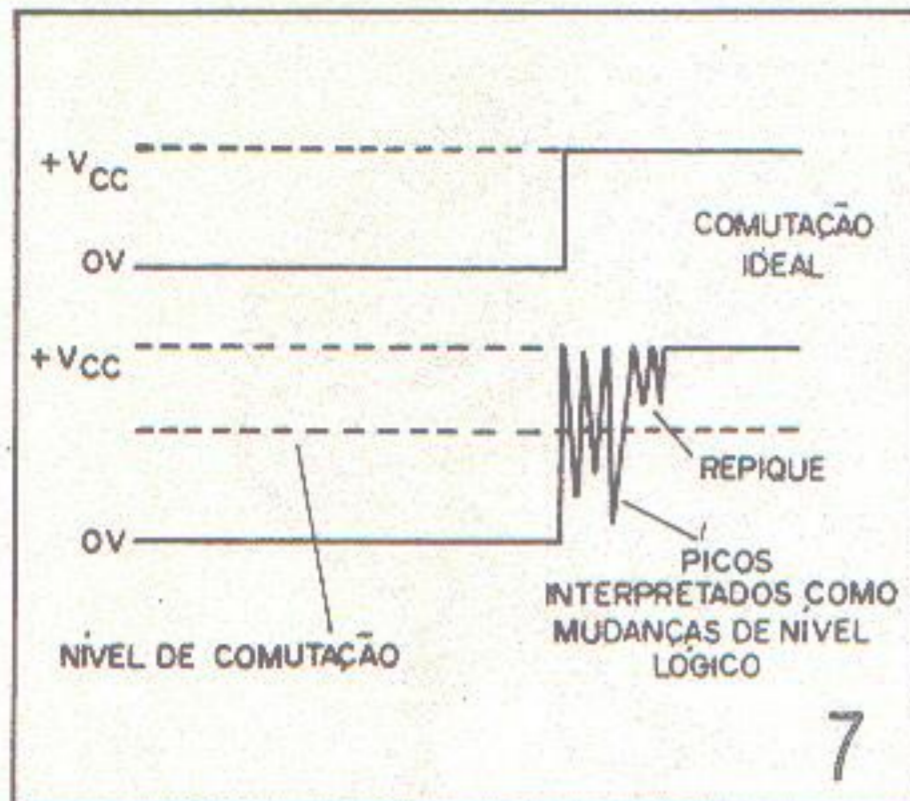 +VCC
0V
COMUTAÇÃO
IDEAL
+VCC
REPIQUE
0V
PICOS
INTERPRETADOS COMO
MUDANÇAS DE NÍVEL
LÓGICO
NÍVEL DE COMUTAÇÃO
7